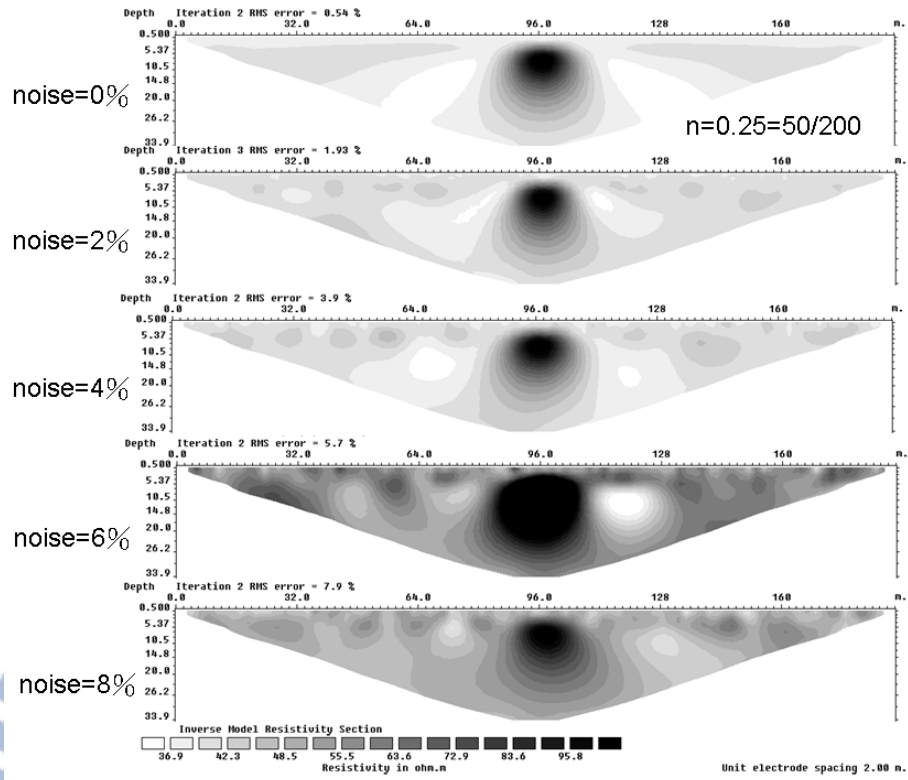 Depth Iteration 2 RMS error = 0.54 %
0.0 32.0 64.0 96.0 128 160 m.
0.500
5.37
10.5
14.8
20.0
26.2
33.9
noise=0%
n=0.25=50/200
Depth Iteration 3 RMS error = 1.93 %
0.0 32.0 64.0 96.0 128 160 m.
0.500
5.37
10.5
14.8
20.0
26.2
33.9
noise=2%
Depth Iteration 2 RMS error = 3.9 %
0.0 32.0 64.0 96.0 128 160 m.
0.500
5.37
10.5
14.8
20.0
26.2
33.9
noise=4%
Depth Iteration 2 RMS error = 5.7 %
0.0 32.0 64.0 96.0 128 160 m.
0.500
5.37
10.5
14.8
20.0
26.2
33.9
noise=6%
Depth Iteration 2 RMS error = 7.9 %
0.0 32.0 64.0 96.0 128 160 m.
0.500
5.37
10.5
14.8
20.0
26.2
33.9
noise=8%
Inverse Model Resistivity Section
36.9 42.3 48.5 55.5 63.6 72.9 83.6 95.8
Resistivity in ohm.m
Unit electrode spacing 2.00 m.